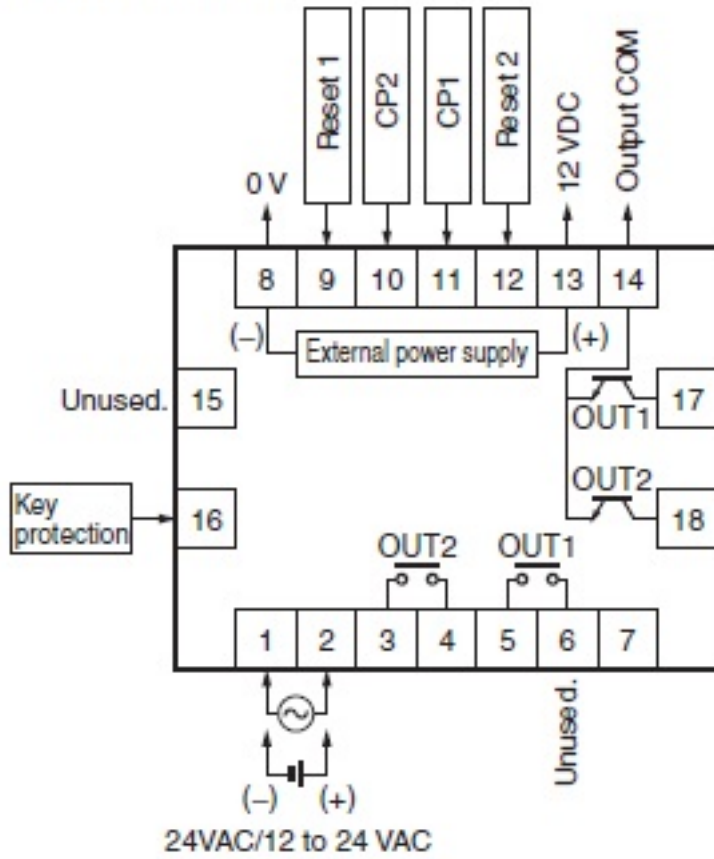 Reset 1
CP2
CP1
Reset 2
12 VDC
Output COM
0 V
8 9 10 11 12 13 14
(–) External power supply (+)
Unused. 15
OUT1 17
Key
protection
16
OUT2 18
OUT2 OUT1
1 2 3 4 5 6 7
Unused.
(–) (+)
24VAC/12 to 24 VAC